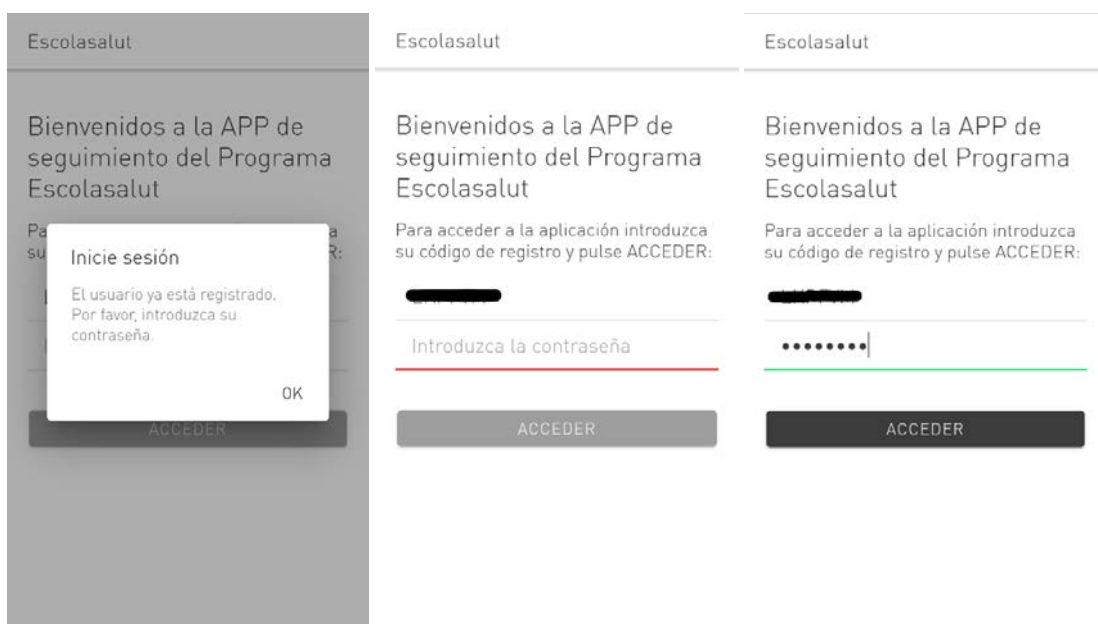 Escolasalut
Bienvenidos a la APP de
seguimiento del Programa
Escolasalut
Pa
a
su
R:
Inicie sesión
El usuario ya está registrado.
Por favor, introduzca su
contraseña.
OK
ACCEDER
Escolasalut
Bienvenidos a la APP de
seguimiento del Programa
Escolasalut
Para acceder a la aplicación introduzca
su código de registro y pulse ACCEDER:
Introduzca la contraseña
ACCEDER
Escolasalut
Bienvenidos a la APP de
seguimiento del Programa
Escolasalut
Para acceder a la aplicación introduzca
su código de registro y pulse ACCEDER:
••••••••
ACCEDER